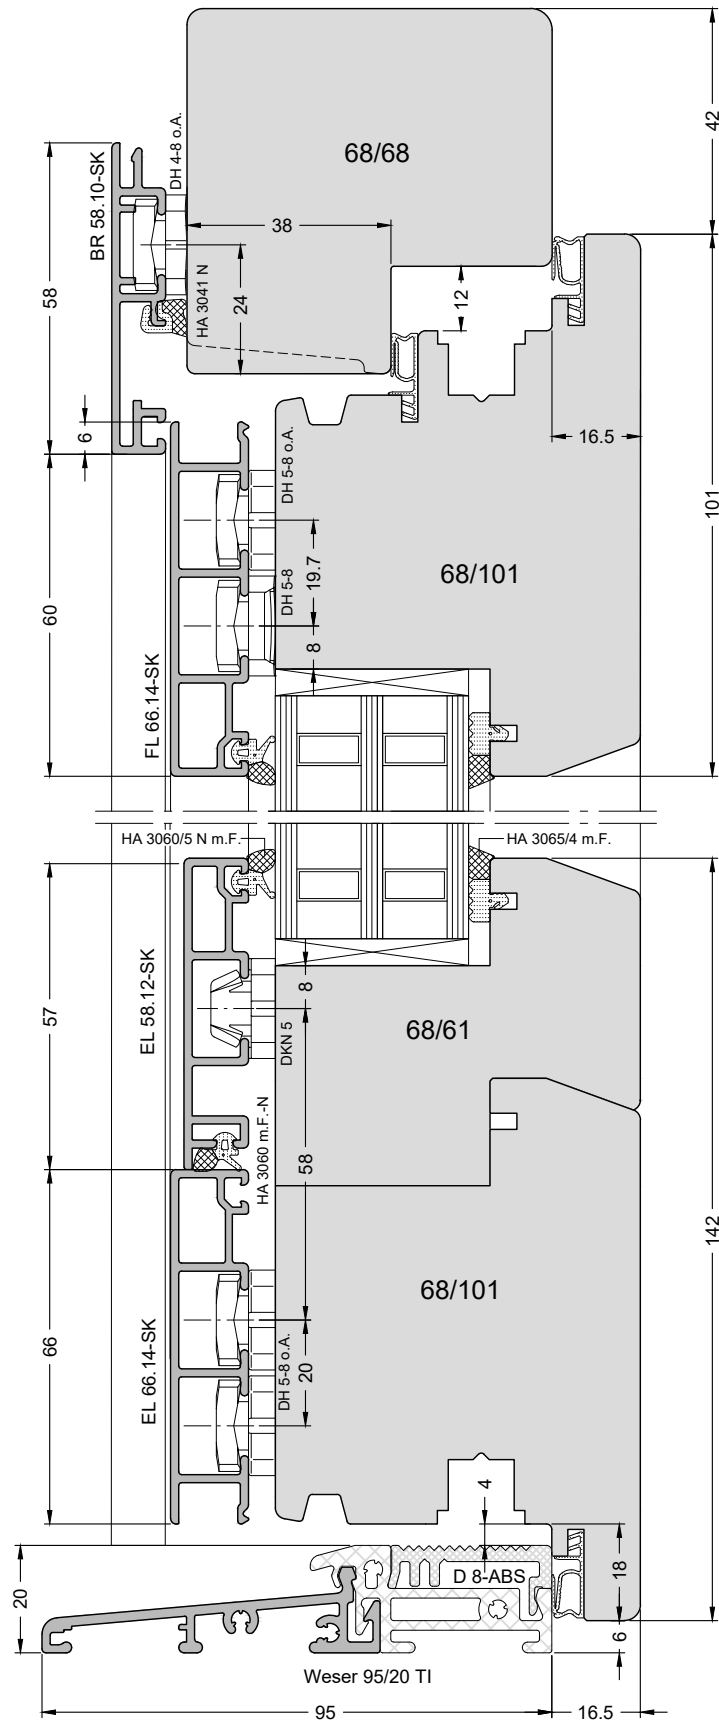 42
DH 4-8 o.A.
68/68
BR 58.10-SK
38
58
HA 3041 N
24
12
6
16.5
DH 5-8 o.A.
101
19.7
68/101
DH 5-8
60
8
FL 66.14-SK
HA 3060/5 N m.F.
HA 3065/4 m.F.
8
EL 58.12-SK
57
DKN 5
68/61
HA 3060 m.F.-N
58
142
68/101
66
EL 66.14-SK
DH 5-8 o.A.
20
4
20
D 8-ABS
18
6
Weser 95/20 TI
95
16.5